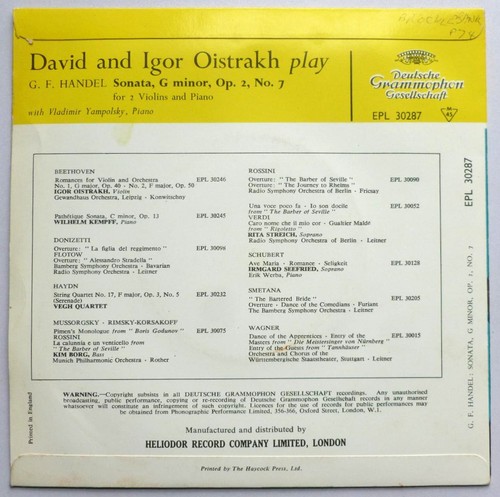 David and Igor Oistrakh play
G. F. HANDEL Sonata, G minor, Op. 2, No. 7
for 2 Violins and Piano
with Vladimir Yampolsky, Piano
Deutsche
Grammophon
Gesellschaft
EPL 30287
45
BEETHOVEN
Romances for Violin and Orchestra
No. 1, G major, Op. 40 - No. 2, F major, Op. 50 EPL 30246
IGOR OISTRAKH, Violin
Gewandhaus Orchestra, Leipzig - Konwitschny
Pathétique Sonata, C minor, Op. 13 EPL 30245
WILHELM KEMPFF, Piano
DONIZETTI
Overture: "La figlia del reggimento" EPL 30096
FLOTOW
Overture: "Alessandro Stradella"
Bamberg Symphony Orchestra - Bavarian
Radio Symphony Orchestra - Leitner
HAYDN
String Quartet No. 17, F major, Op. 3, No. 5 EPL 30232
(Serenade)
VEGH QUARTET
MUSSORGSKY - RIMSKY-KORSAKOFF
Pimen's Monologue from "Boris Godunov" EPL 30075
ROSSINI
La calunnia è un venticello from
"The Barber of Seville"
KIM BORG, Bass
Munich Philharmonic Orchestra - Rother
ROSSINI
Overture: "The Barber of Seville" EPL 30090
Overture: "The Journey to Rheims"
Radio Symphony Orchestra of Berlin - Fricsay
Una voce poco fa - Io son docile EPL 30052
from "The Barber of Seville"
VERDI
Caro nome che il mio cor - Gualtier Maldè
from "Rigoletto"
RITA STREICH, Soprano
Radio Symphony Orchestra of Berlin - Leitner
SCHUBERT
Ave Maria - Romance - Seligkeit EPL 30128
IRMGARD SEEFRIED, Soprano
Erik Werba, Piano
SMETANA
"The Bartered Bride" EPL 30205
Overture - Dance of the Comedians - Furiant
The Bamberg Symphony Orchestra - Leitner
WAGNER
Dance of the Apprentices - Entry of the EPL 30015
Masters from "Die Meistersinger von Nürnberg"
Entry of the Guests from "Tannhäuser"
Orchestra and Chorus of the
Württembergische Staatstheater, Stuttgart - Leitner
WARNING.—Copyright subsists in all DEUTSCHE GRAMMOPHON GESELLSCHAFT recordings. Any unauthorised
broadcasting, public performance, copying or re-recording of Deutsche Grammophon Gesellschaft records in any manner
whatsoever will constitute an infringement of such copyright. Licences for the use of records for public performances may
be obtained from Phonographic Performance Limited, 356-366, Oxford Street, London, W.1.
Manufactured and distributed by
HELIODOR RECORD COMPANY LIMITED, LONDON
Printed by The Haycock Press, Ltd.
Printed in England
EPL 30287
G. F. HANDEL: SONATA, G MINOR, OP. 2, NO. 7